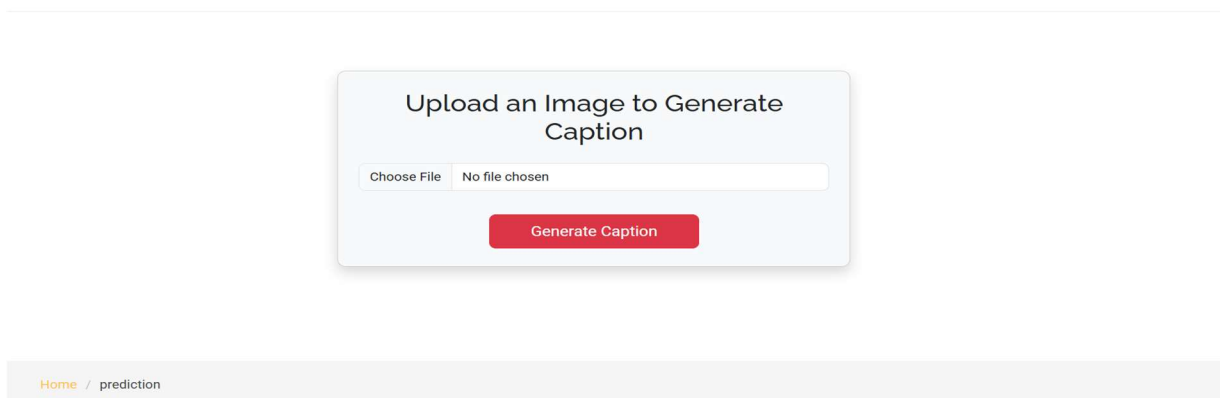 Upload an Image to Generate
Caption
Choose File No file chosen
Generate Caption
Home / prediction